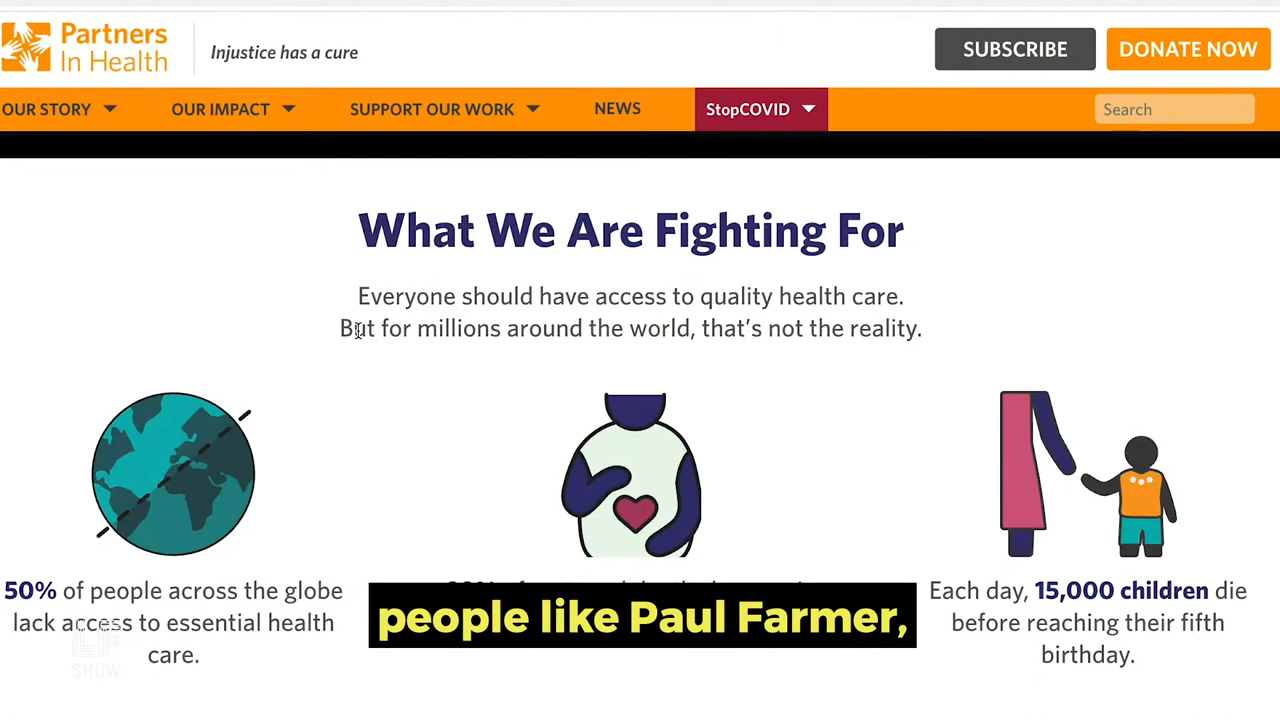 Partners
In Health
Injustice has a cure
SUBSCRIBE
DONATE NOW
OUR STORY
OUR IMPACT
SUPPORT OUR WORK
NEWS
StopCOVID
Search
What We Are Fighting For
Everyone should have access to quality health care.
But for millions around the world, that's not the reality.
50% of people across the globe
lack access to essential health
care.
people like Paul Farmer,
Each day, 15,000 children die
before reaching their fifth
birthday.
LF
SHOW